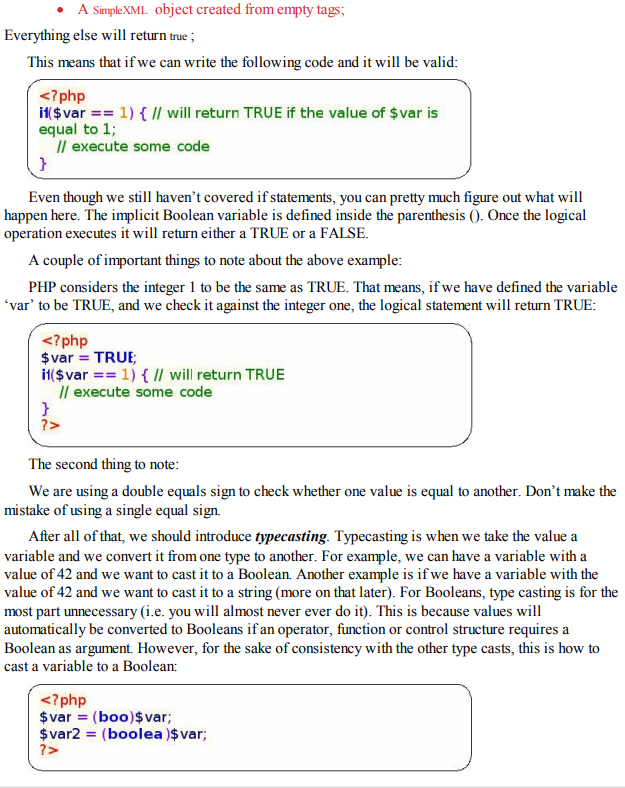 • A SimpleXML object created from empty tags;
Everything else will return true ;
This means that if we can write the following code and it will be valid:
<?php
if($var == 1) { // will return TRUE if the value of $var is
equal to 1;
// execute some code
}
Even though we still haven't covered if statements, you can pretty much figure out what will
happen here. The implicit Boolean variable is defined inside the parenthesis (). Once the logical
operation executes it will return either a TRUE or a FALSE.
A couple of important things to note about the above example:
PHP considers the integer 1 to be the same as TRUE. That means, if we have defined the variable
‘var’ to be TRUE, and we check it against the integer one, the logical statement will return TRUE:
<?php
$var = TRUE;
if($var == 1) { // will return TRUE
// execute some code
}
?>
The second thing to note:
We are using a double equals sign to check whether one value is equal to another. Don’t make the
mistake of using a single equal sign.
After all of that, we should introduce typecasting. Typecasting is when we take the value a
variable and we convert it from one type to another. For example, we can have a variable with a
value of 42 and we want to cast it to a Boolean. Another example is if we have a variable with the
value of 42 and we want to cast it to a string (more on that later). For Booleans, type casting is for the
most part unnecessary (i.e. you will almost never ever do it). This is because values will
automatically be converted to Booleans if an operator, function or control structure requires a
Boolean as argument. However, for the sake of consistency with the other type casts, this is how to
cast a variable to a Boolean:
<?php
$var = (boo)$var;
$var2 = (boolea )$var;
?>